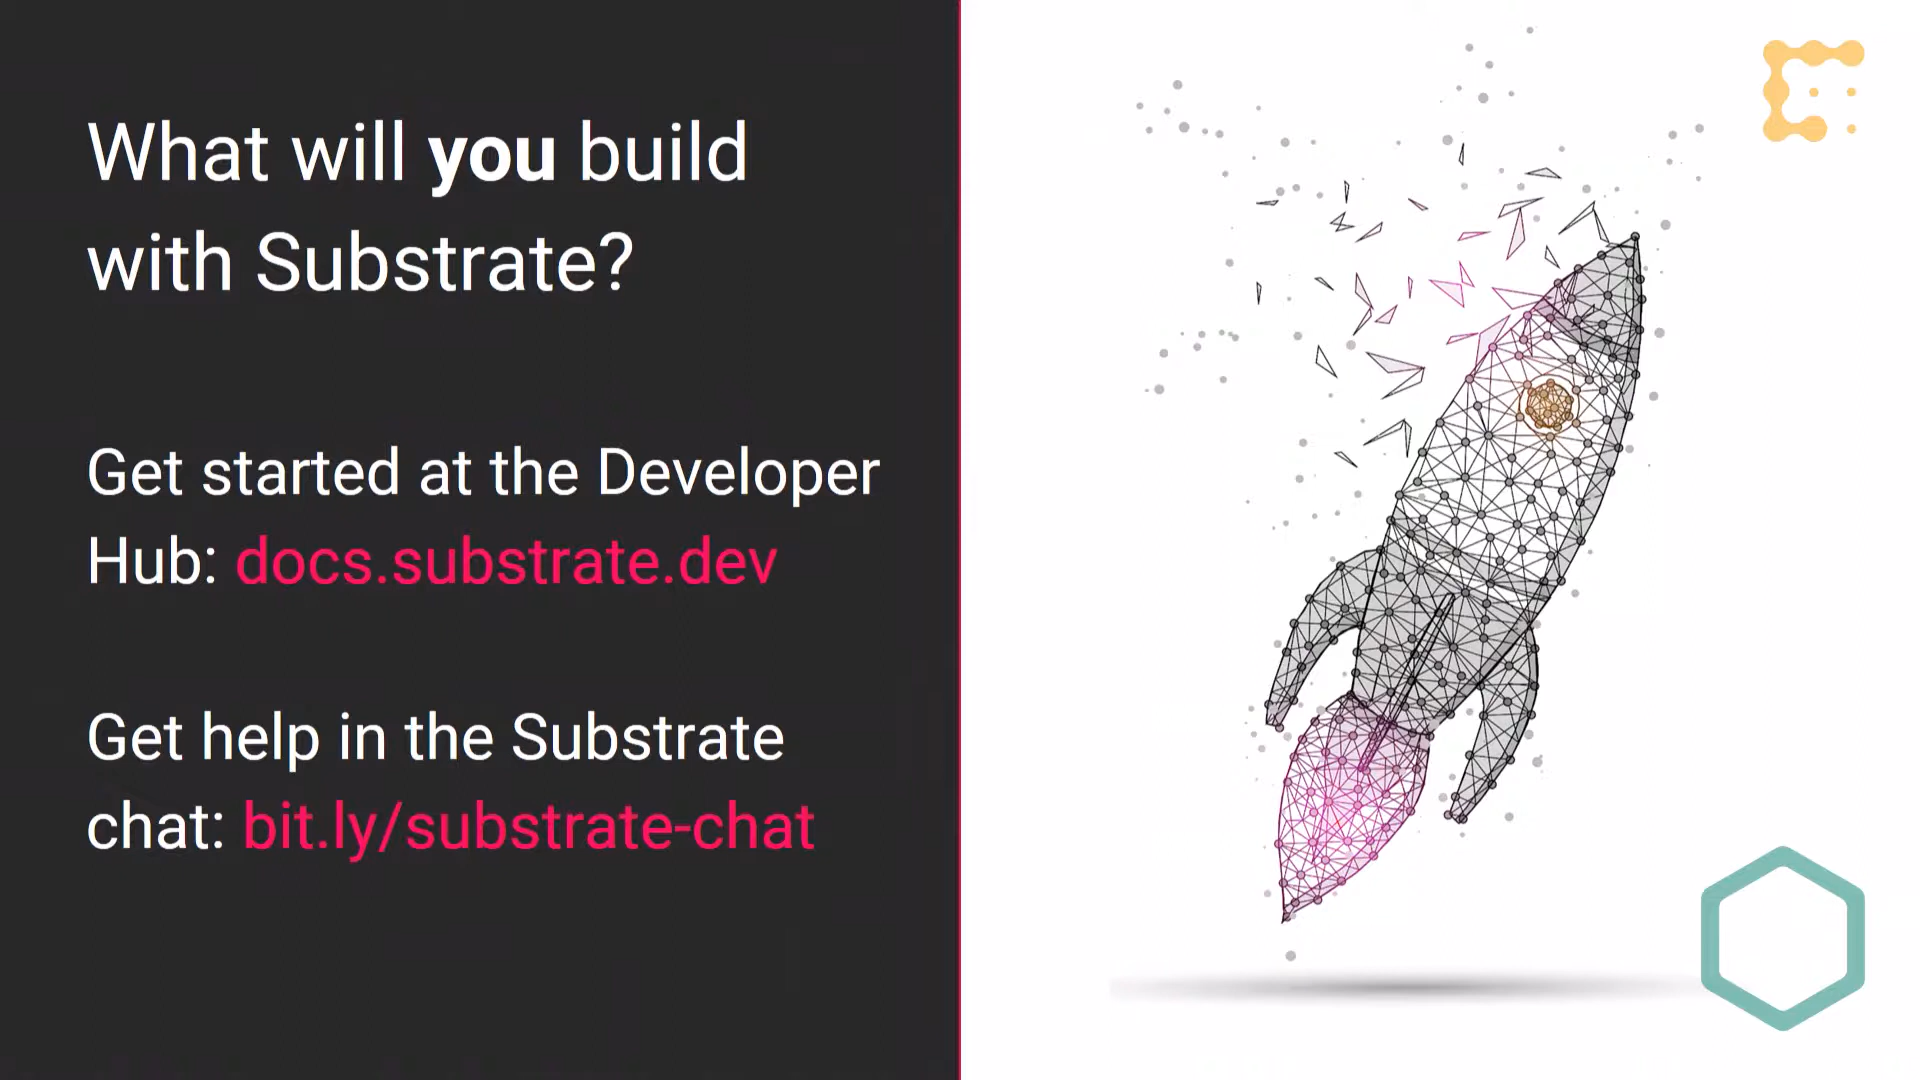 What will you build
with Substrate?
Get started at the Developer
Hub: docs.substrate.dev
Get help in the Substrate
chat: bit.ly/substrate-chat